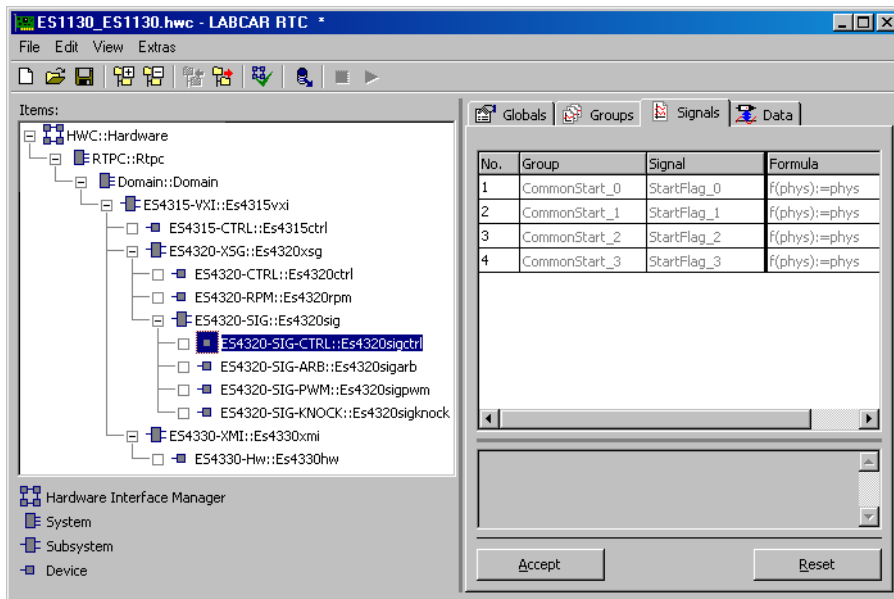 ES1130_ES1130.hwc - LABCAR RTC *
File Edit View Extras
Items:
HWC::Hardware
RTPC::Rtpc
Domain::Domain
ES4315-VXI::Es4315vxi
ES4315-CTRL::Es4315ctrl
ES4320-XSG::Es4320xsg
ES4320-CTRL::Es4320ctrl
ES4320-RPM::Es4320rpm
ES4320-SIG::Es4320sig
ES4320-SIG-CTRL::Es4320sigctrl
ES4320-SIG-ARB::Es4320sigarb
ES4320-SIG-PWM::Es4320sigpwm
ES4320-SIG-KNOCK::Es4320sigknock
ES4330-XMI::Es4330xmi
ES4330-Hw::Es4330hw
Hardware Interface Manager
System
Subsystem
Device
Globals Groups Signals Data
No. Group Signal Formula
1 CommonStart_0 StartFlag_0 f(phys):=phys
2 CommonStart_1 StartFlag_1 f(phys):=phys
3 CommonStart_2 StartFlag_2 f(phys):=phys
4 CommonStart_3 StartFlag_3 f(phys):=phys
Accept Reset